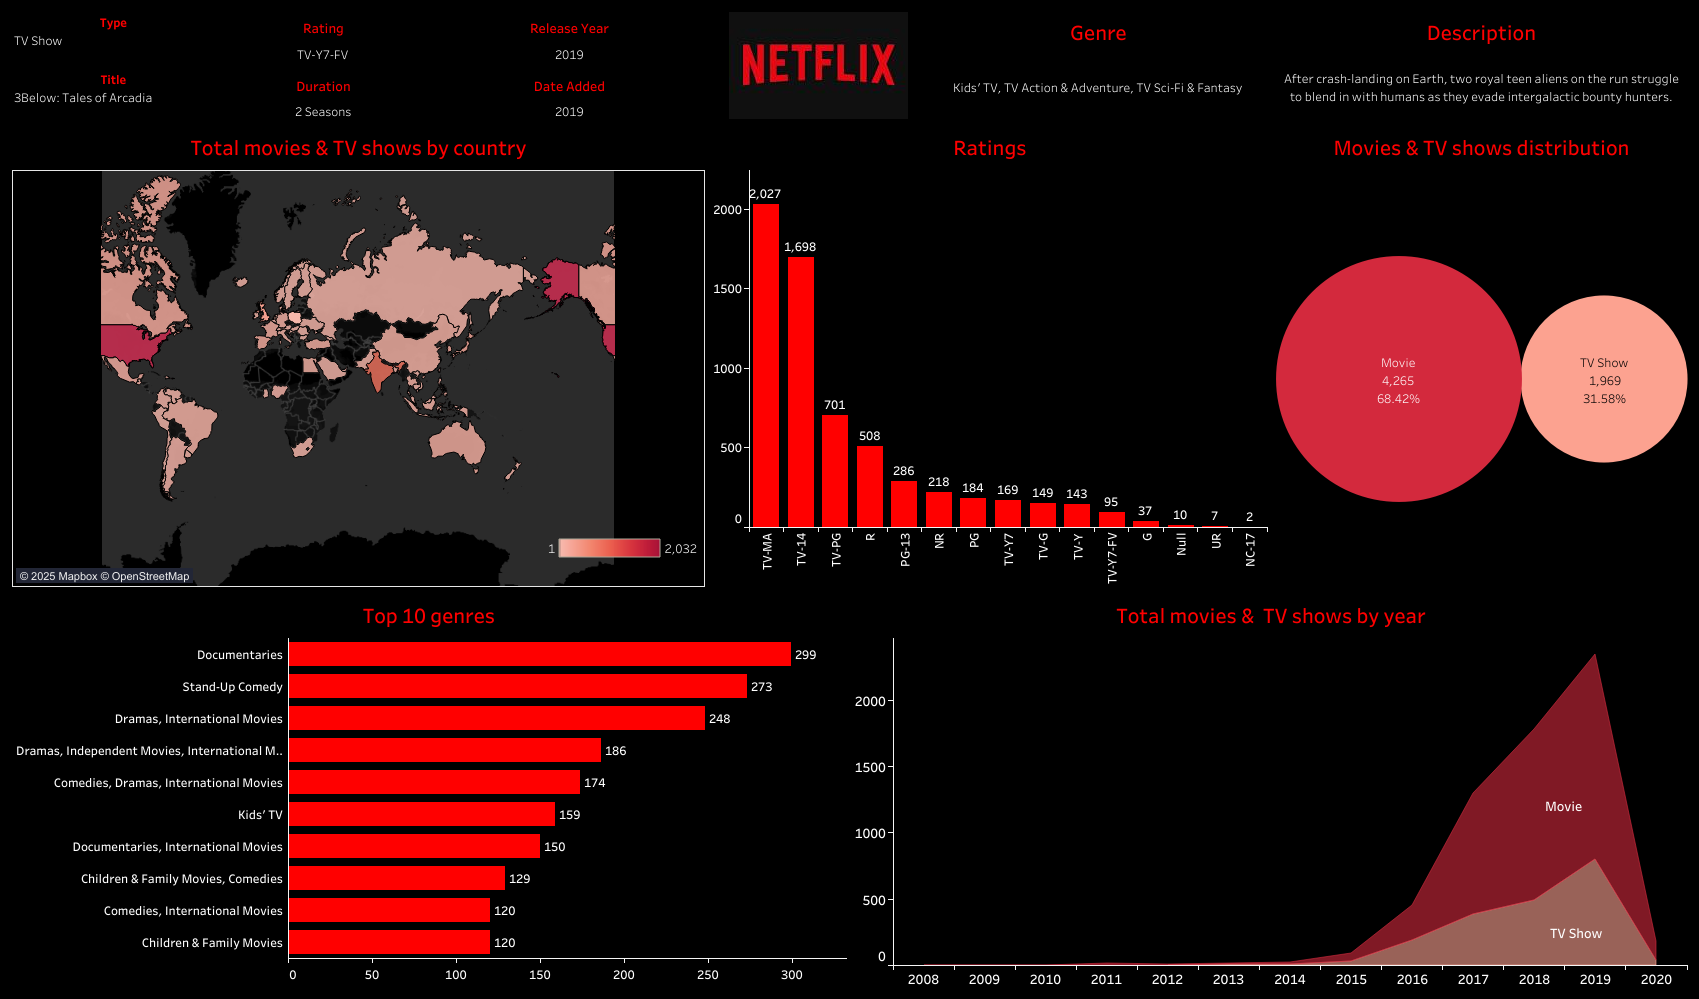 Type
TV Show
Title
3Below: Tales of Arcadia
Rating
TV-Y7-FV
Duration
2 Seasons
Release Year
2019
Date Added
2019
NETFLIX
Genre
Kids' TV, TV Action & Adventure, TV Sci-Fi & Fantasy
Description
After crash-landing on Earth, two royal teen aliens on the run struggle
to blend in with humans as they evade intergalactic bounty hunters.
Total movies & TV shows by country
1
2,032
© 2025 Mapbox © OpenStreetMap
Ratings
2000
1500
1000
500
0
2,027
1,698
701
508
286
218
184
169
149
143
95
37
10
7
2
TV-MA
TV-14
TV-PG
R
PG-13
NR
PG
TV-Y7
TV-G
TV-Y
TV-Y7-FV
G
Null
UR
NC-17
Movies & TV shows distribution
Movie
4,265
68.42%
TV Show
1,969
31.58%
Top 10 genres
Documentaries 299
Stand-Up Comedy 273
Dramas, International Movies 248
Dramas, Independent Movies, International M.. 186
Comedies, Dramas, International Movies 174
Kids' TV 159
Documentaries, International Movies 150
Children & Family Movies, Comedies 129
Comedies, International Movies 120
Children & Family Movies 120
0 50 100 150 200 250 300
Total movies & TV shows by year
2000
1500
1000
500
0
Movie
TV Show
2008 2009 2010 2011 2012 2013 2014 2015 2016 2017 2018 2019 2020